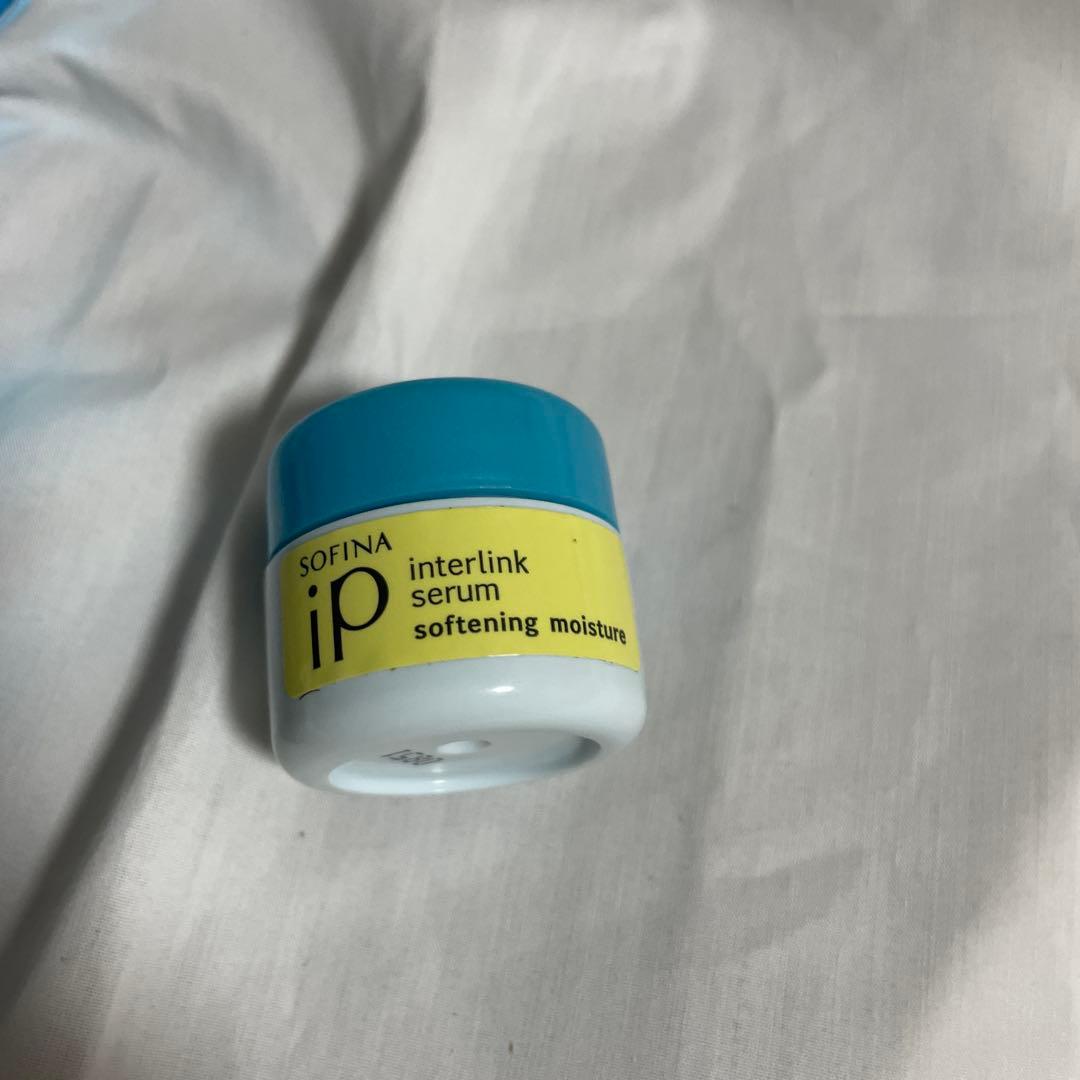 SOFINA
ip
interlink
serum
softening moisture